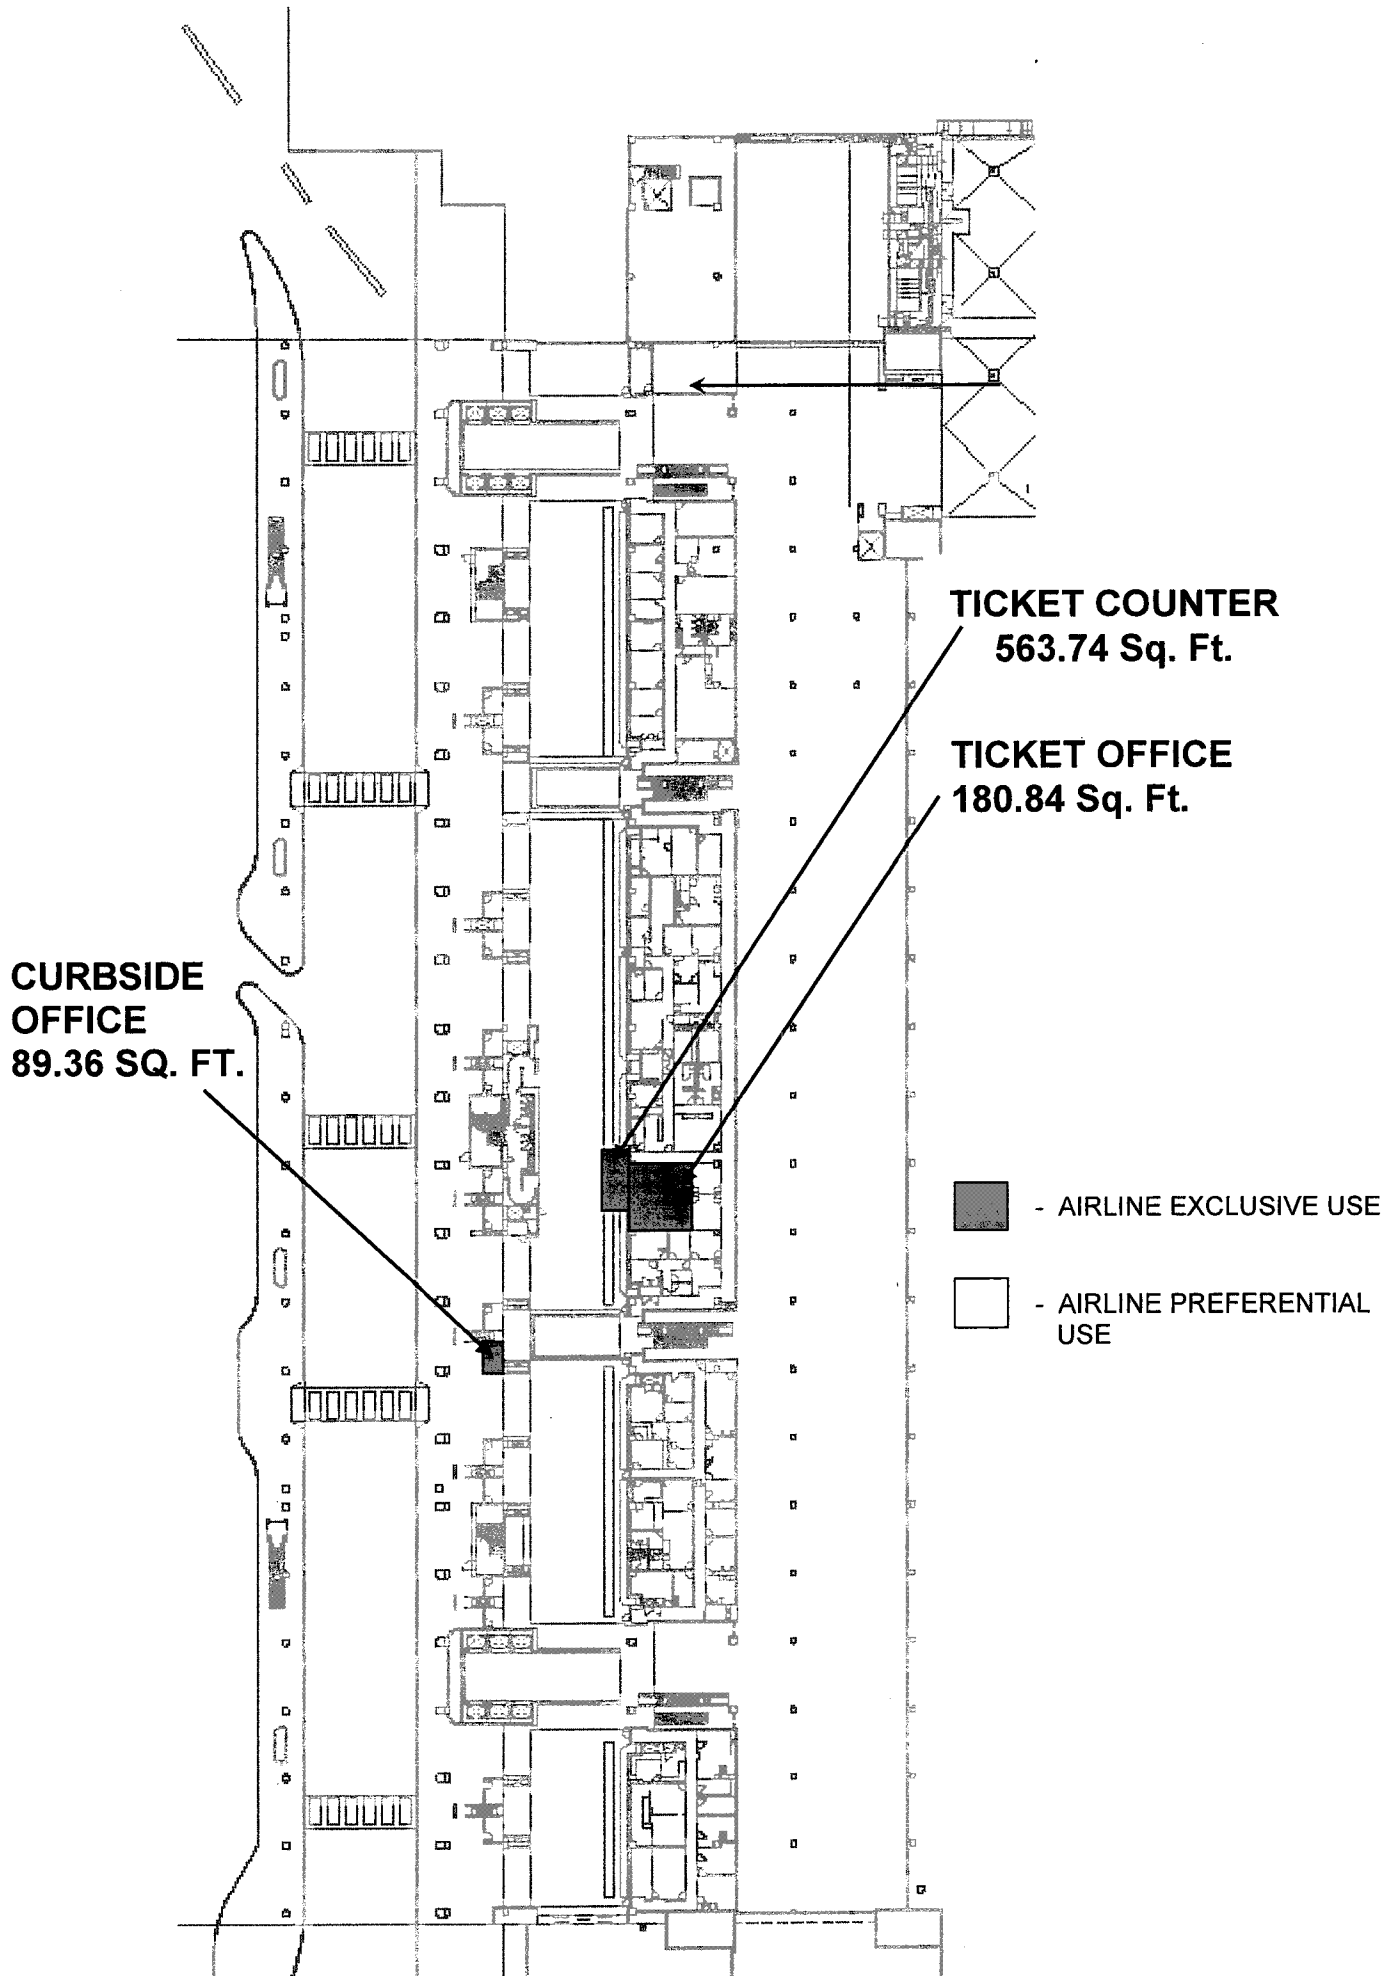 TICKET COUNTER
563.74 Sq. Ft.
TICKET OFFICE
180.84 Sq. Ft.
CURBSIDE
OFFICE
89.36 SQ. FT.
- AIRLINE EXCLUSIVE USE
- AIRLINE PREFERENTIAL
USE